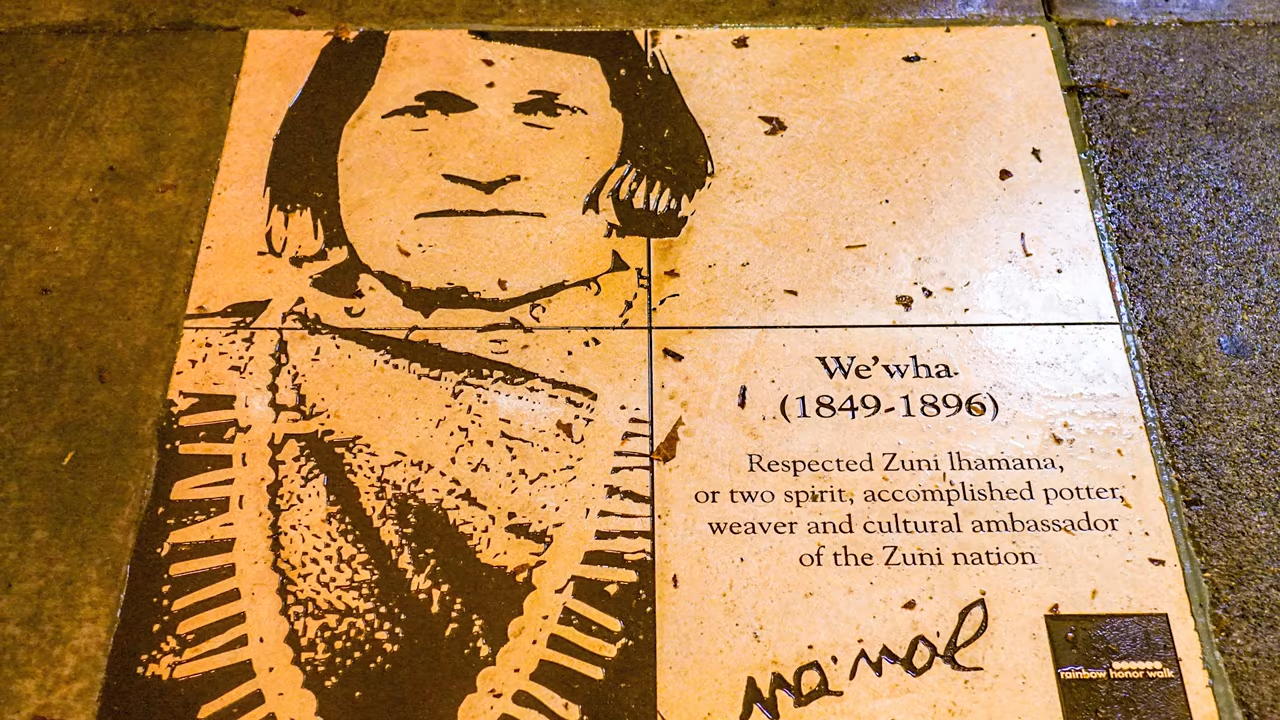 We'wha
(1849-1896)
Respected Zuni lhamana,
or two spirit, accomplished potter,
weaver and cultural ambassador
of the Zuni nation
rainbow honor walk